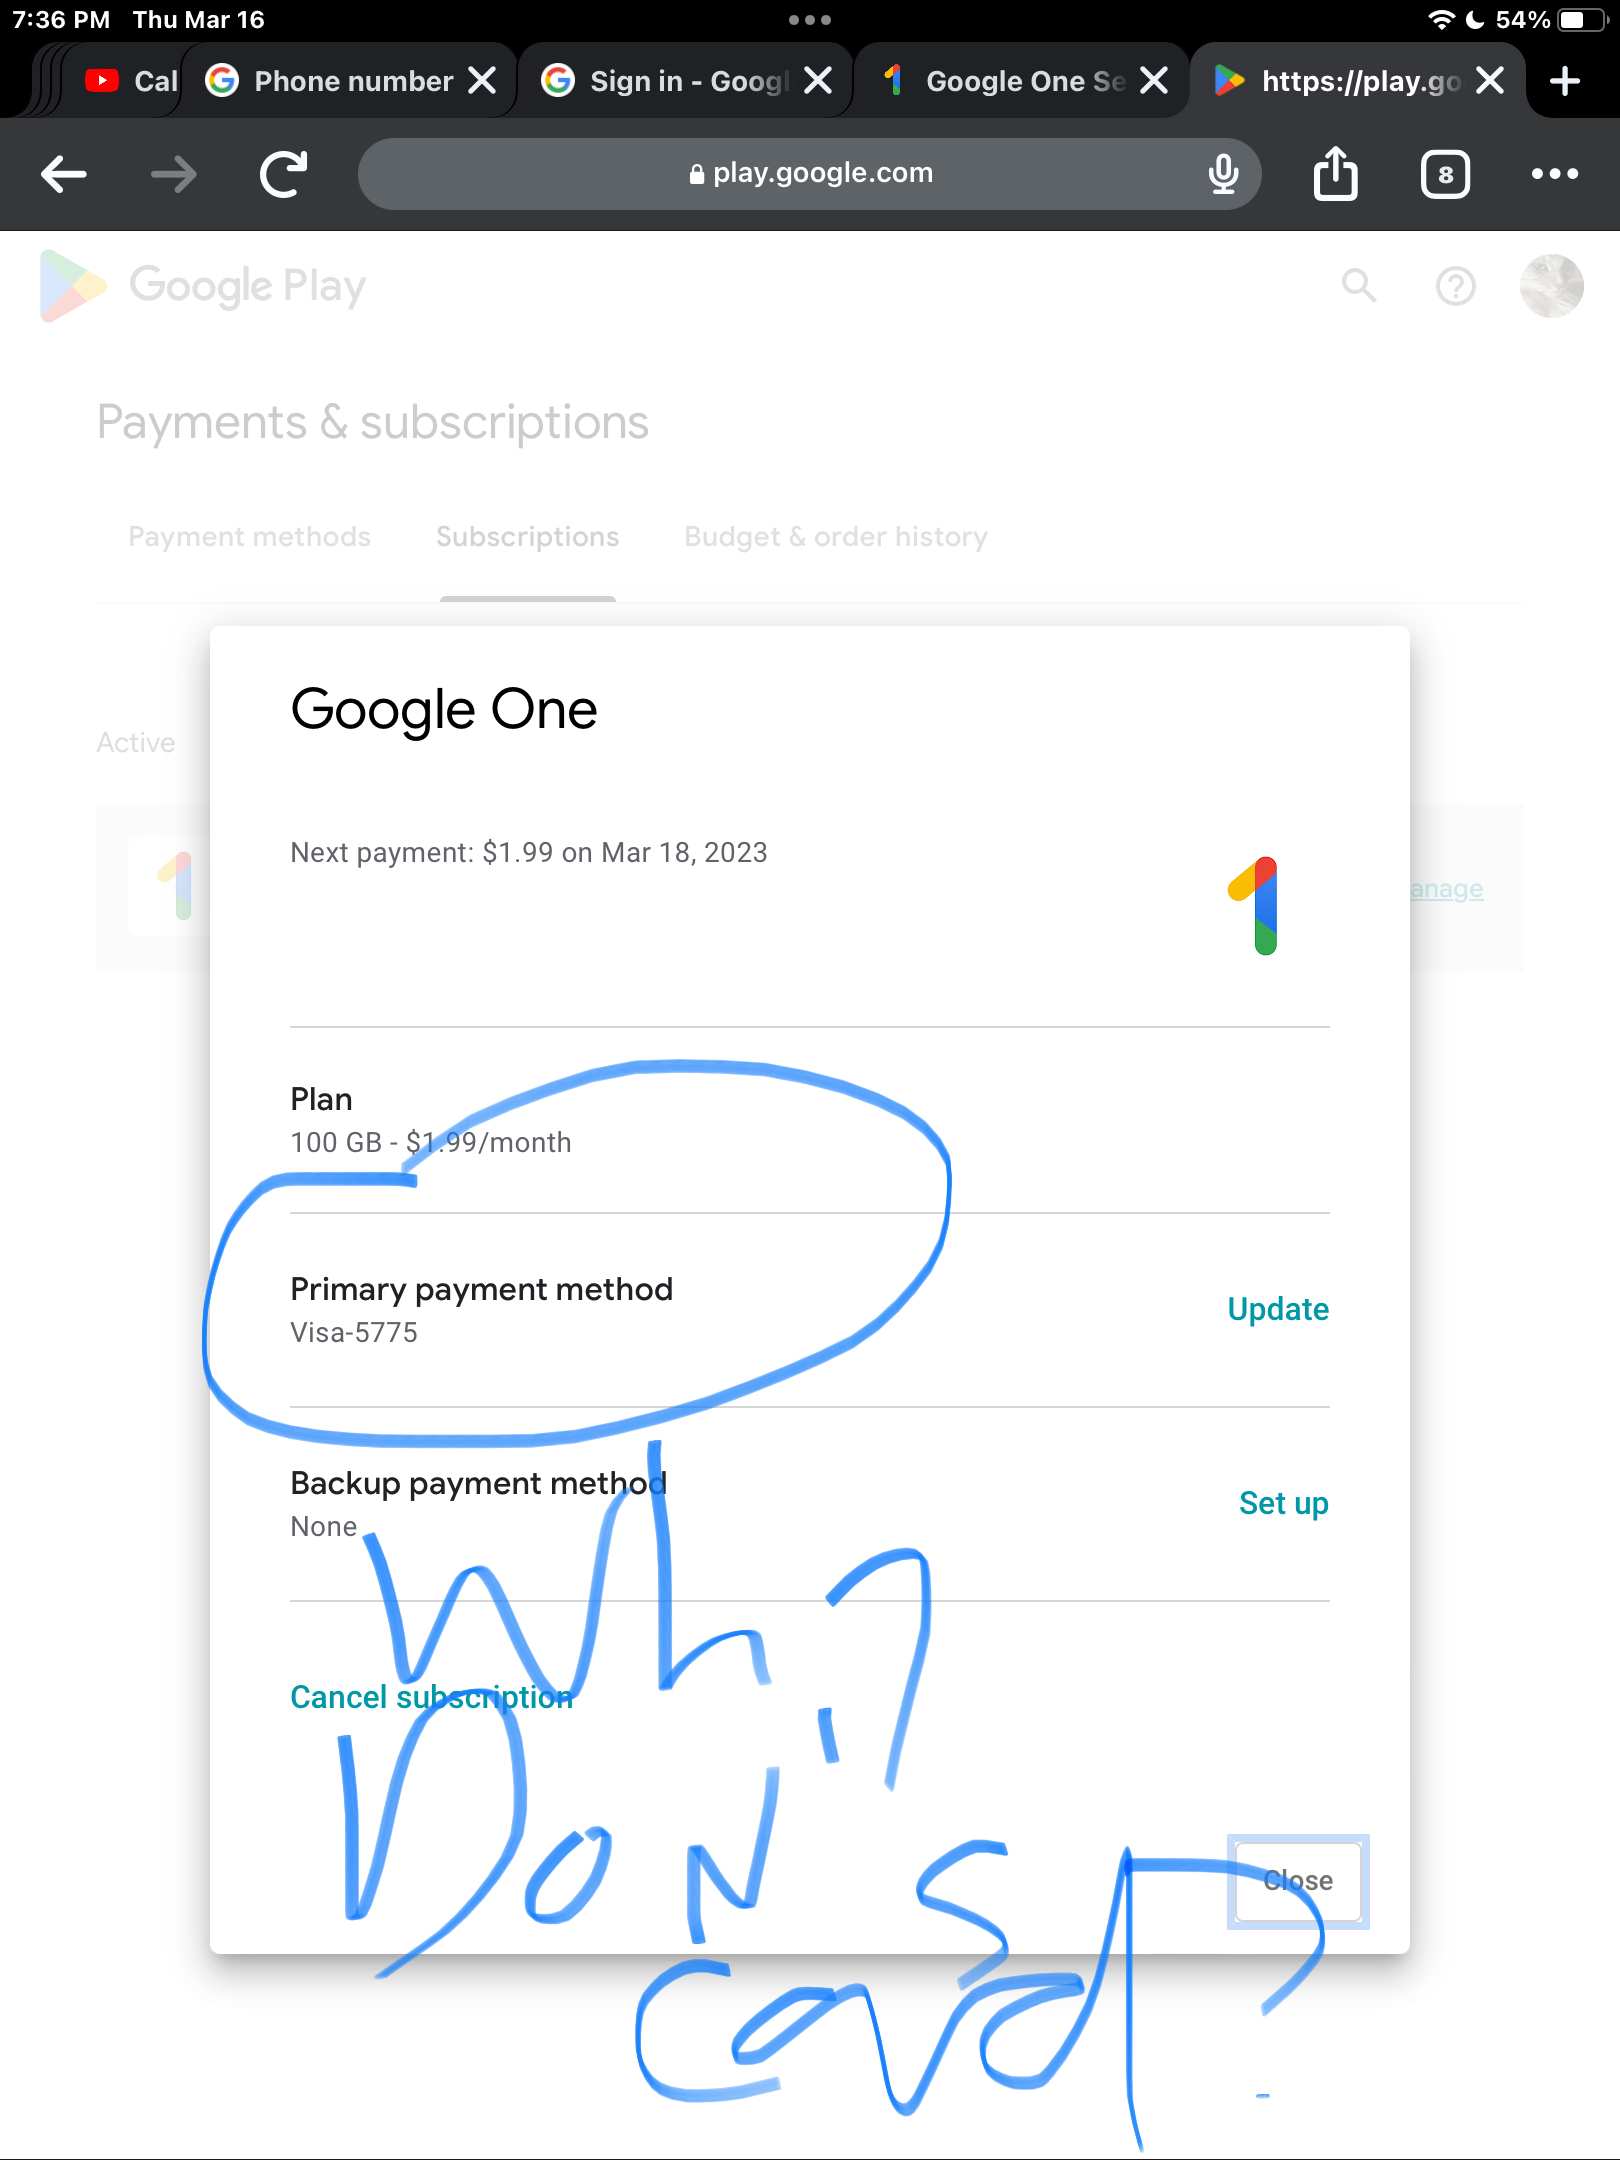 7:36 PM Thu Mar 16
54%
Cal
Phone number
Sign in - Googl
Google One Se
https://play.go
play.google.com
8
Google Play
Payments & subscriptions
Payment methods Subscriptions Budget & order history
Active
Google One
Next payment: $1.99 on Mar 18, 2023
anage
Plan
100 GB - $1.99/month
Primary payment method
Visa-5775
Update
Backup payment method
None
Set up
Wh?
Cancel subscription
Don
S
Close
Card?